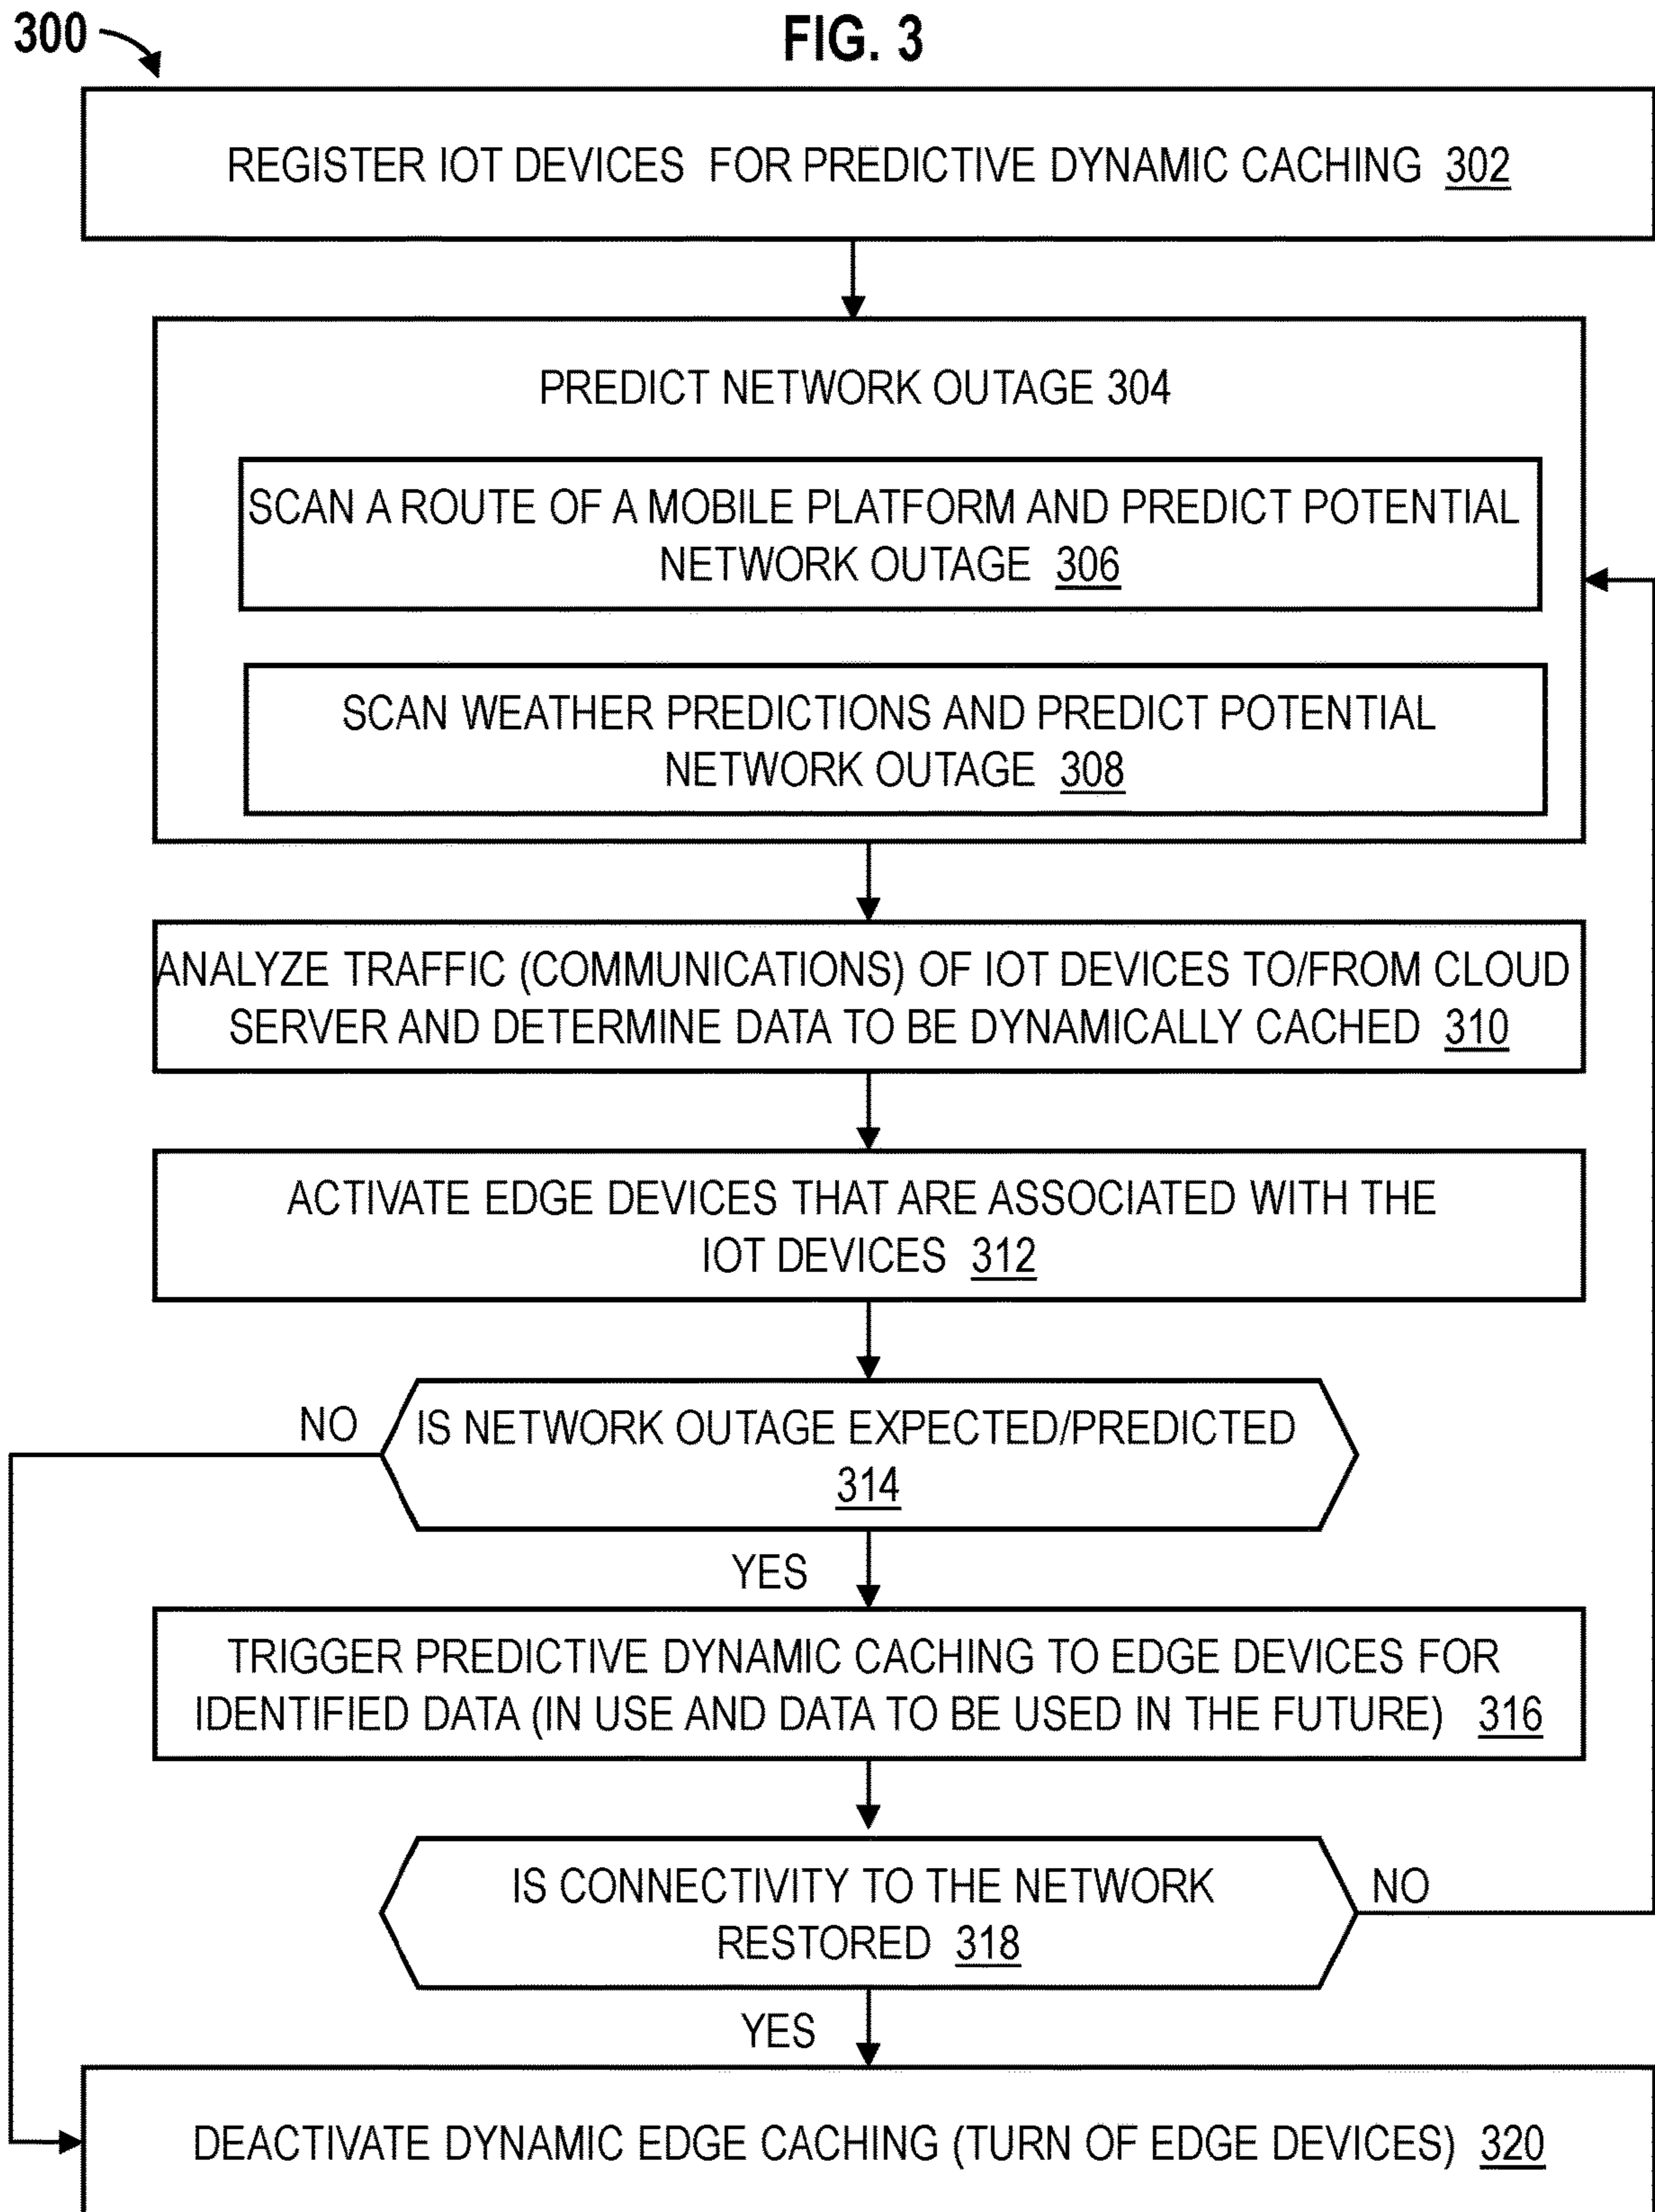 300
FIG. 3
REGISTER IOT DEVICES FOR PREDICTIVE DYNAMIC CACHING 302
PREDICT NETWORK OUTAGE 304
SCAN A ROUTE OF A MOBILE PLATFORM AND PREDICT POTENTIAL
NETWORK OUTAGE 306
SCAN WEATHER PREDICTIONS AND PREDICT POTENTIAL
NETWORK OUTAGE 308
ANALYZE TRAFFIC (COMMUNICATIONS) OF IOT DEVICES TO/FROM CLOUD
SERVER AND DETERMINE DATA TO BE DYNAMICALLY CACHED 310
ACTIVATE EDGE DEVICES THAT ARE ASSOCIATED WITH THE
IOT DEVICES 312
NO
IS NETWORK OUTAGE EXPECTED/PREDICTED
314
YES
TRIGGER PREDICTIVE DYNAMIC CACHING TO EDGE DEVICES FOR
IDENTIFIED DATA (IN USE AND DATA TO BE USED IN THE FUTURE) 316
IS CONNECTIVITY TO THE NETWORK
RESTORED 318
NO
YES
DEACTIVATE DYNAMIC EDGE CACHING (TURN OF EDGE DEVICES) 320